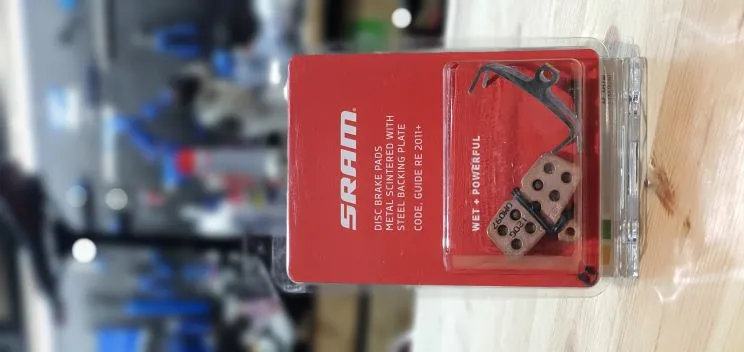 SRAM
DISC BRAKE PADS
METAL SCINTERED WITH
STEEL BACKING PLATE
CODE, GUIDE RE 2011+
WET + POWERFUL